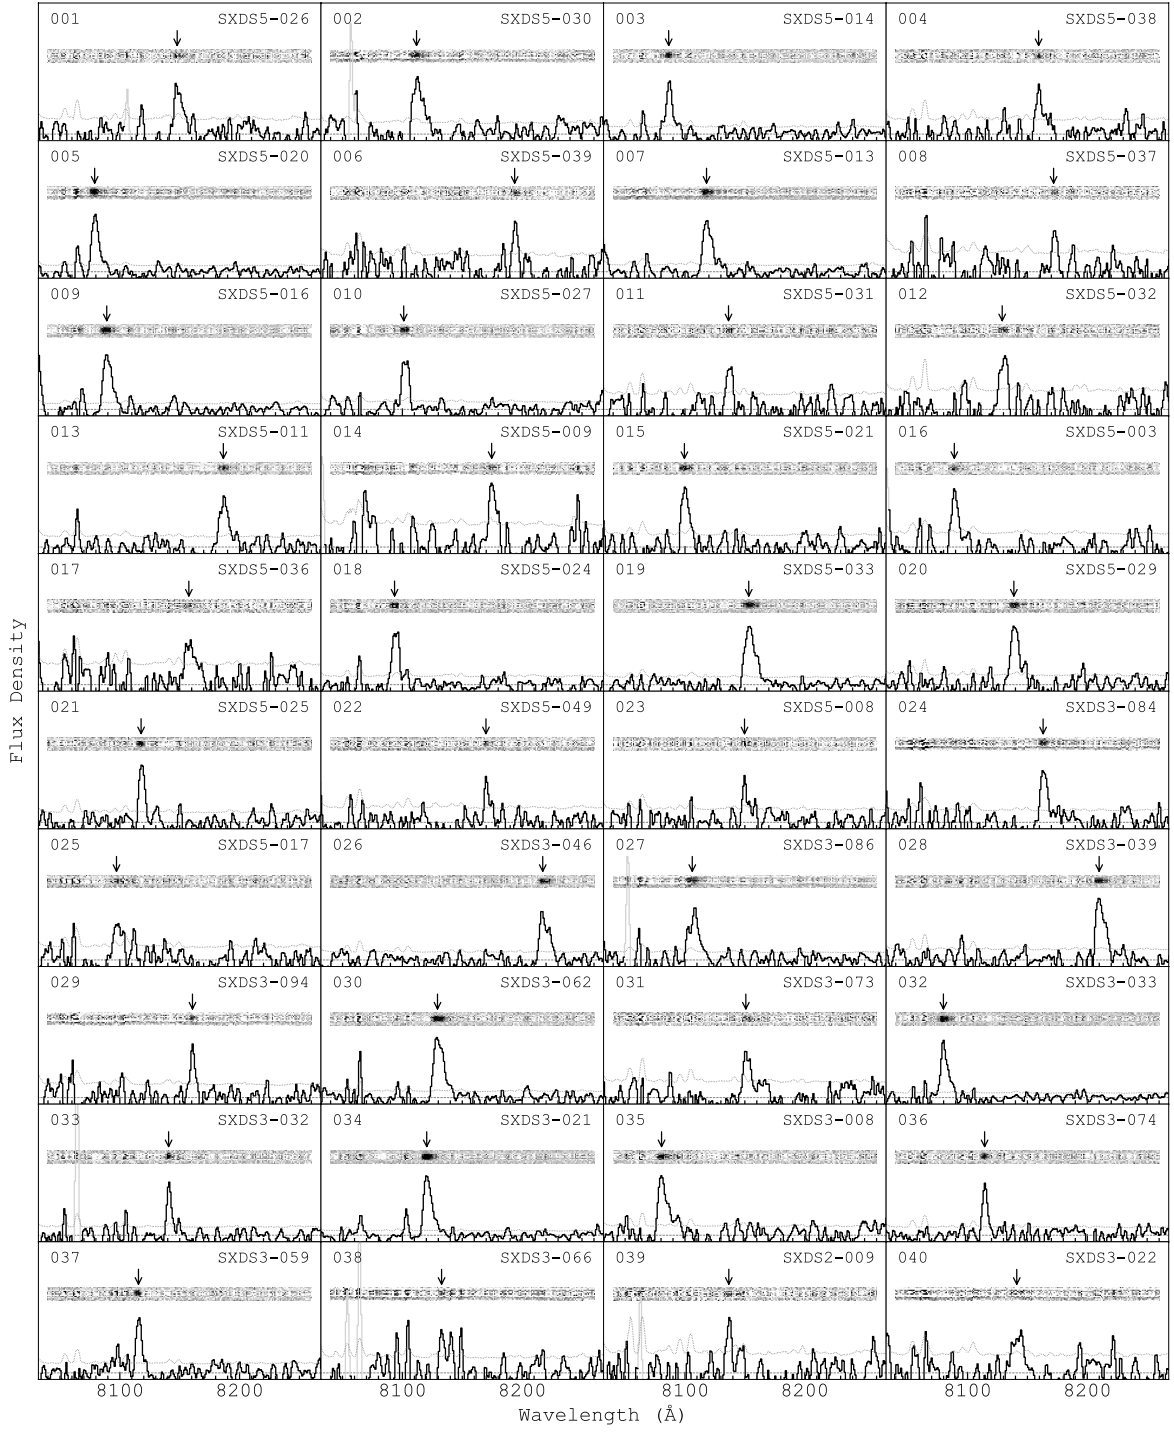 001 SXDS5-026 002 SXDS5-030 003 SXDS5-014 004 SXDS5-038
005 SXDS5-020 006 SXDS5-039 007 SXDS5-013 008 SXDS5-037
009 SXDS5-016 010 SXDS5-027 011 SXDS5-031 012 SXDS5-032
013 SXDS5-011 014 SXDS5-009 015 SXDS5-021 016 SXDS5-003
017 SXDS5-036 018 SXDS5-024 019 SXDS5-033 020 SXDS5-029
021 SXDS5-025 022 SXDS5-049 023 SXDS5-008 024 SXDS3-084
025 SXDS5-017 026 SXDS3-046 027 SXDS3-086 028 SXDS3-039
029 SXDS3-094 030 SXDS3-062 031 SXDS3-073 032 SXDS3-033
033 SXDS3-032 034 SXDS3-021 035 SXDS3-008 036 SXDS3-074
037 SXDS3-059 038 SXDS3-066 039 SXDS2-009 040 SXDS3-022
Flux Density
8100 8200 8100 8200 8100 8200 8100 8200
Wavelength (Å)